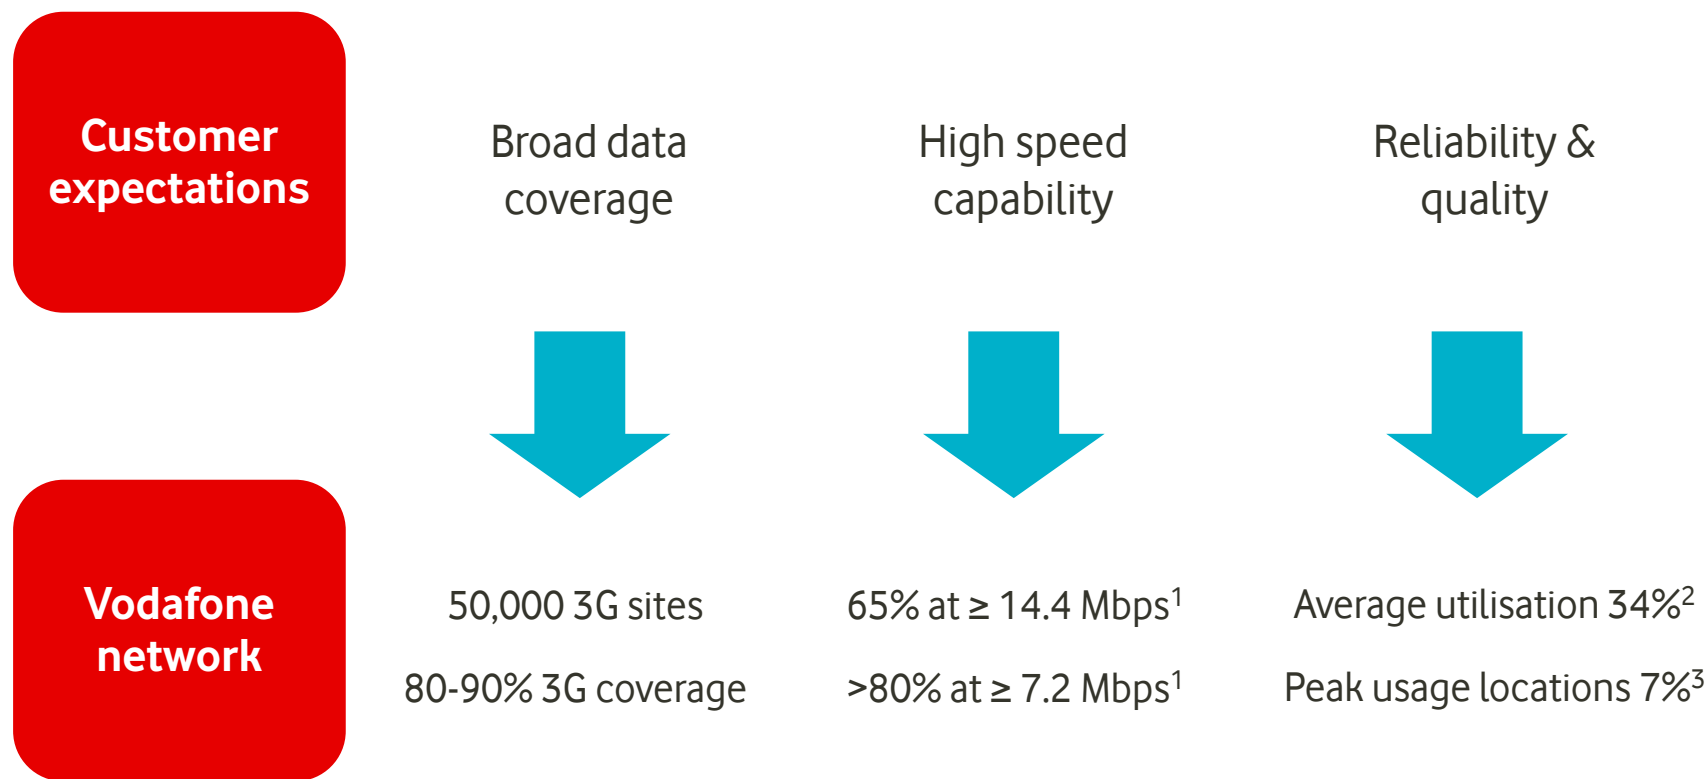 Customer
expectations
Broad data
coverage
High speed
capability
Reliability &
quality
Vodafone
network
50,000 3G sites
80-90% 3G coverage
65% at ≥ 14.4 Mbps¹
>80% at ≥ 7.2 Mbps¹
Average utilisation 34%²
Peak usage locations 7%³